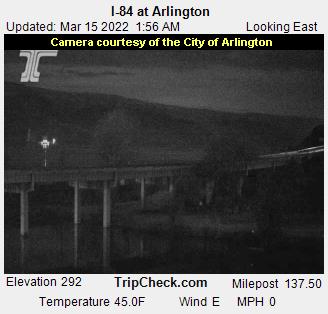 I-84 at Arlington
Updated: Mar 15 2022 1:56 AM Looking East
Camera courtesy of the City of Arlington
Elevation 292 TripCheck.com Milepost 137.50
Temperature 45.0F Wind E MPH 0